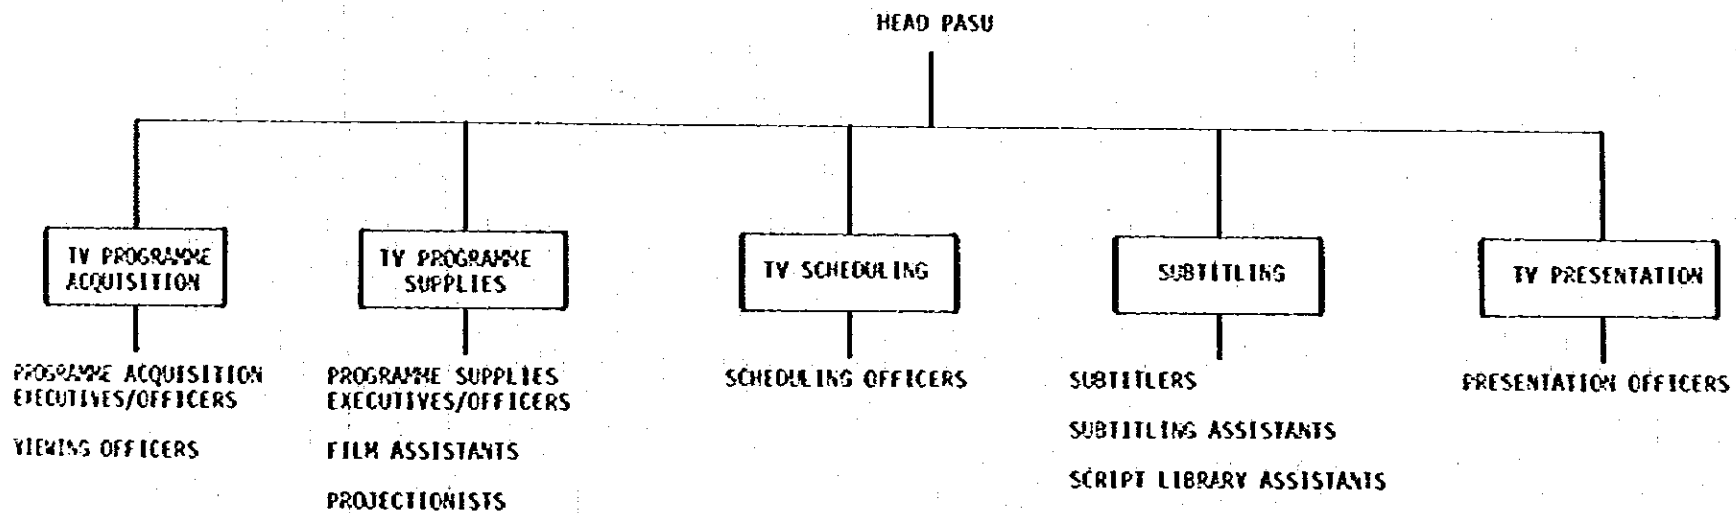 HEAD PASU
TV PROGRAMME
ACQUISITION
TV PROGRAMME
SUPPLIES
TV SCHEDULING
SUBTITLING
TV PRESENTATION
PROGRAMME ACQUISITION
EXECUTIVES/OFFICERS
VIEWING OFFICERS
PROGRAMME SUPPLIES
EXECUTIVES/OFFICERS
FILM ASSISTANTS
PROJECTIONISTS
SCHEDULING OFFICERS
SUBTITLERS
SUBTITLING ASSISTANTS
SCRIPT LIBRARY ASSISTANTS
PRESENTATION OFFICERS